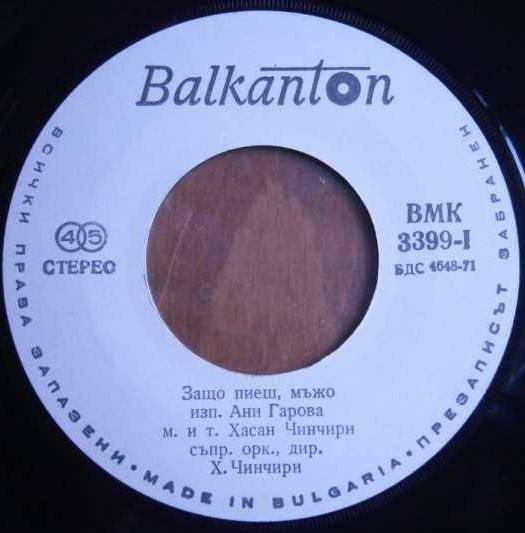 Balkanton
45
СТЕРЕО
ВМК
3399-I
БДС 4648-71
Защо пиеш, мъжо
изп. Ани Гарова
м. и т. Хасан Чинчири
съпр. орк., дир.
Х. Чинчири
ВСИЧКИ ПРАВА ЗАПАЗЕНИ • MADE IN BULGARIA • ПРЕЗАПИСЪТ ЗАБРАНЕН